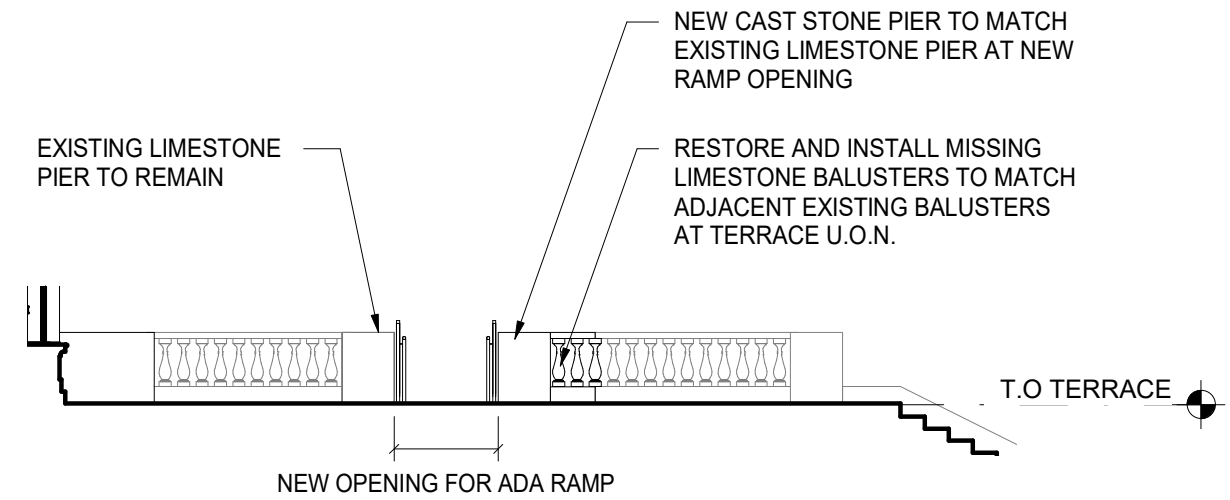 NEW CAST STONE PIER TO MATCH
EXISTING LIMESTONE PIER AT NEW
RAMP OPENING
EXISTING LIMESTONE
PIER TO REMAIN
RESTORE AND INSTALL MISSING
LIMESTONE BALUSTERS TO MATCH
ADJACENT EXISTING BALUSTERS
AT TERRACE U.O.N.
T.O TERRACE
NEW OPENING FOR ADA RAMP